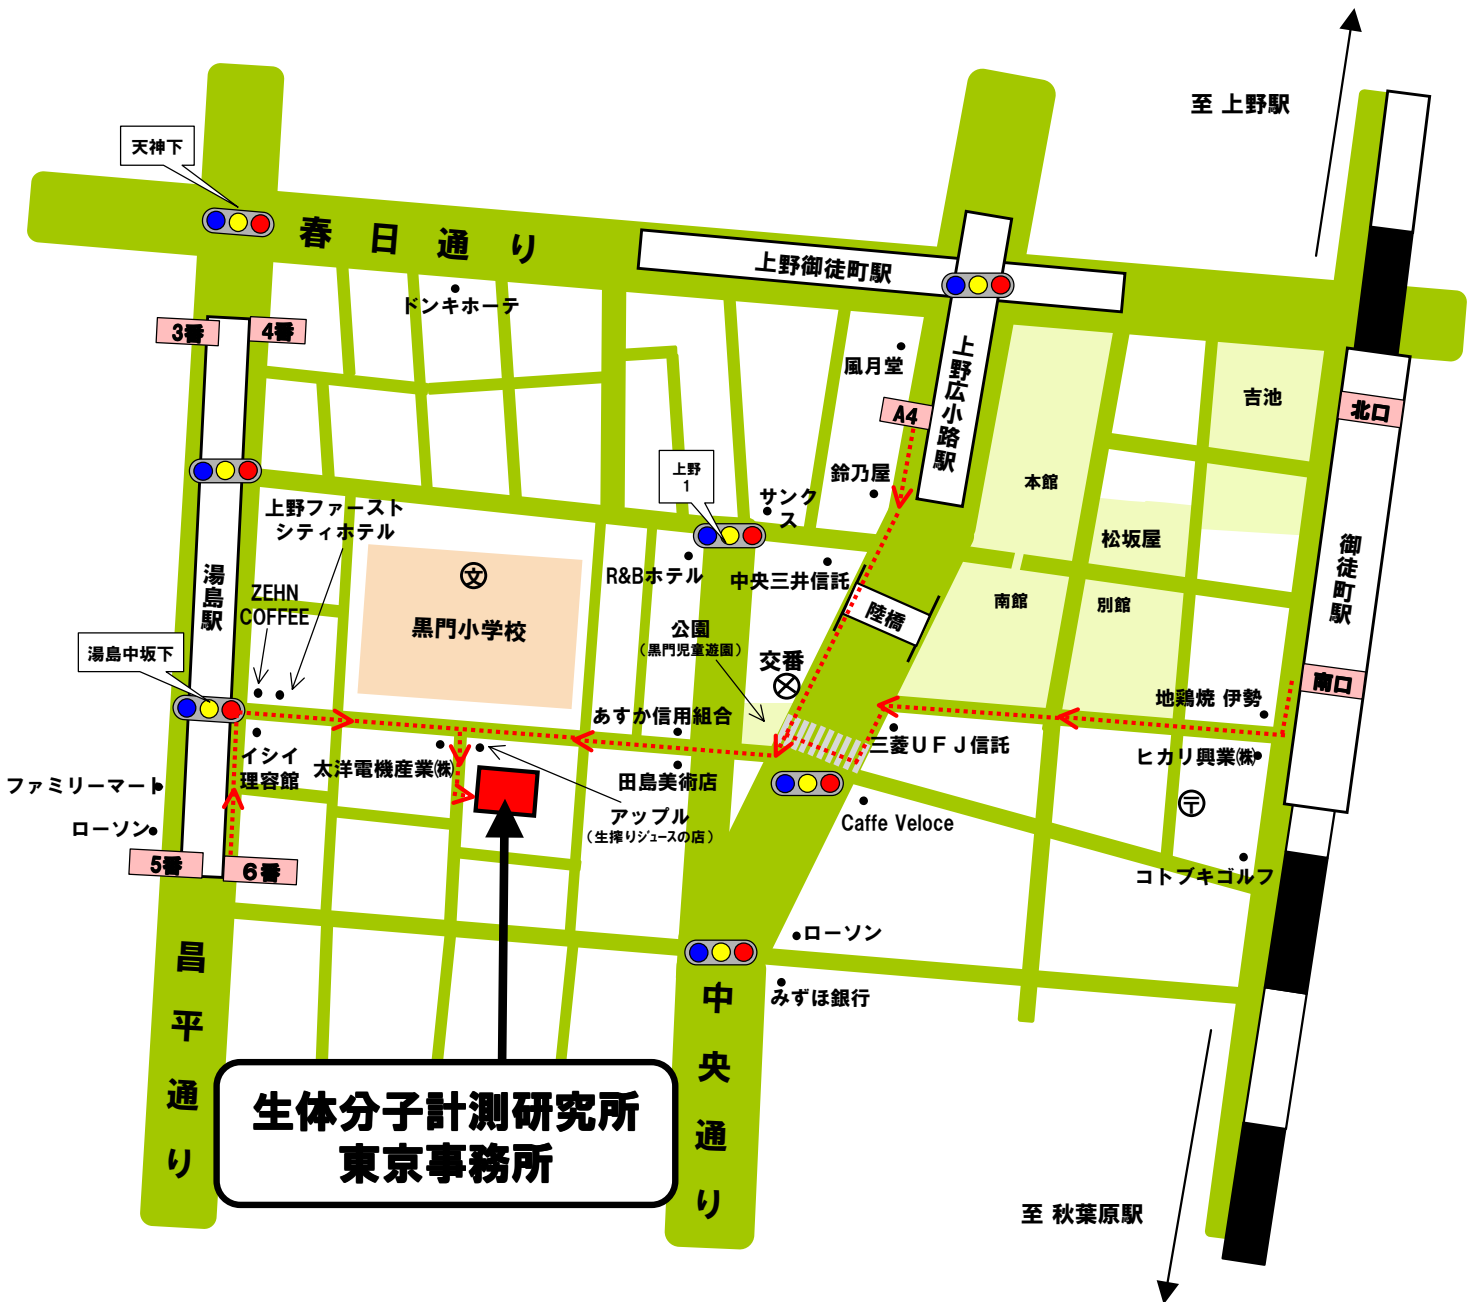 至 上野駅
天神下
春日通り
上野御徒町駅
ドンキホーテ
3番
4番
風月堂
上野広小路駅
A4
吉池
北口
上野
1
鈴乃屋
サンク
ス
本館
上野ファースト
シティホテル
松坂屋
御徒町駅
湯島駅
ZEHN
COFFEE
文
黒門小学校
R&Bホテル
中央三井信託
陸橋
南館
別館
公園
(黒門児童遊園)
交番
湯島中坂下
南口
地鶏焼 伊勢
あすか信用組合
三菱UFJ信託
ヒカリ興業㈱
イシイ
理容館
太洋電機産業㈱
田島美術店
ファミリーマート
アップル
(生搾りジュースの店)
〒
ローソン
Caffe Veloce
5番
6番
コトブキゴルフ
ローソン
昌平通り
中央通り
みずほ銀行
生体分子計測研究所
東京事務所
至 秋葉原駅